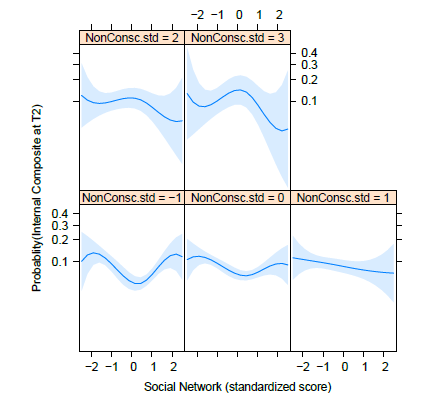 −2 −1 0 1 2
NonConsc.std = 2 NonConsc.std = 3
0.4
0.3
0.2
0.1
Probablity(Internal Composite at T2)
NonConsc.std = −1 NonConsc.std = 0 NonConsc.std = 1
0.4
0.3
0.2
0.1
−2 −1 0 1 2 −2 −1 0 1 2
Social Network (standardized score)